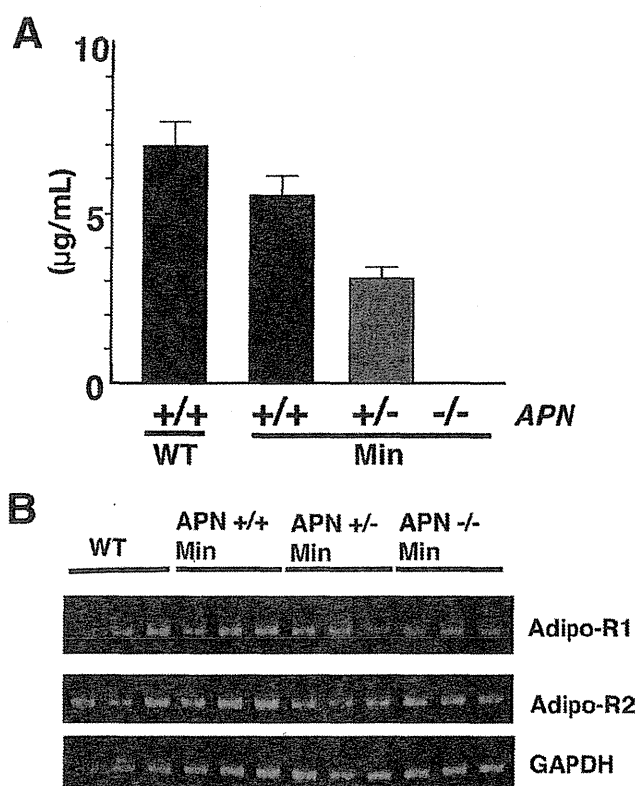 A
10
5
0
(µg/mL)
+/+ +/+ +/- -/- APN
WT Min
B
WT APN +/+ Min APN +/- Min APN -/- Min
Adipo-R1
Adipo-R2
GAPDH